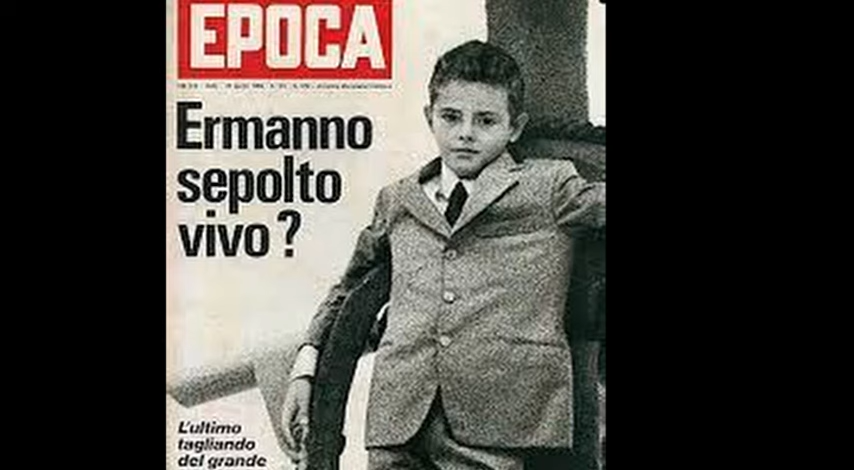 EPOCA
Ermanno
sepolto
vivo?
L'ultimo
tagliando
del grande